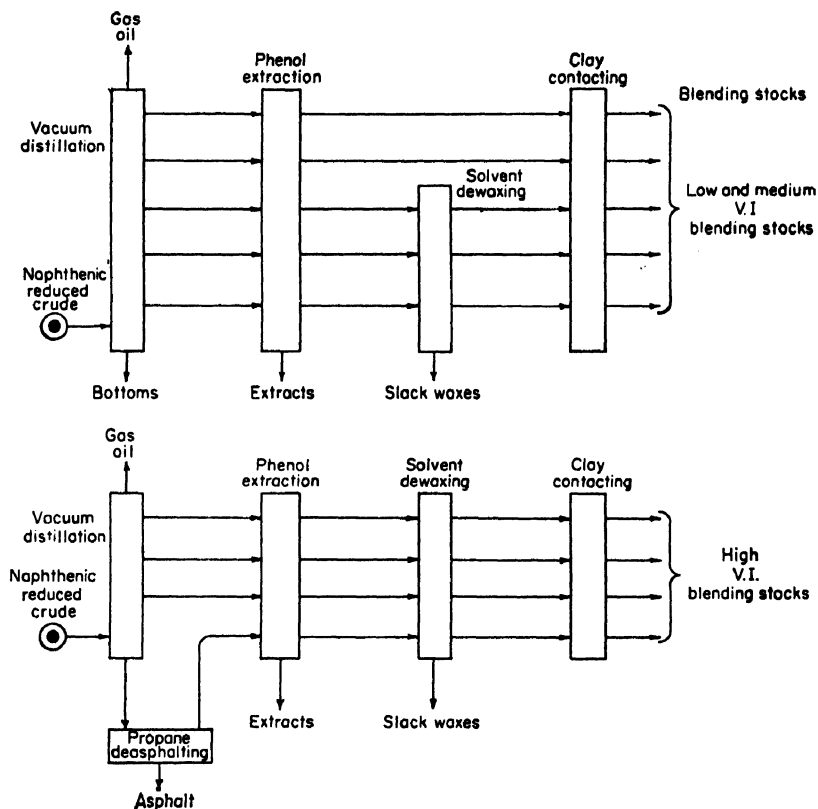 Gas
oil
Phenol
extraction
Clay
contacting
Blending stocks
Vacuum
distillation
Solvent
dewaxing
Low and medium
V.I
blending stocks
Naphthenic
reduced
crude
Bottoms
Extracts
Slack waxes
Gas
oil
Phenol
extraction
Solvent
dewaxing
Clay
contacting
Vacuum
distillation
Naphthenic
reduced
crude
High
V.I.
blending stocks
Extracts
Slack waxes
Propane
deasphalting
Asphalt